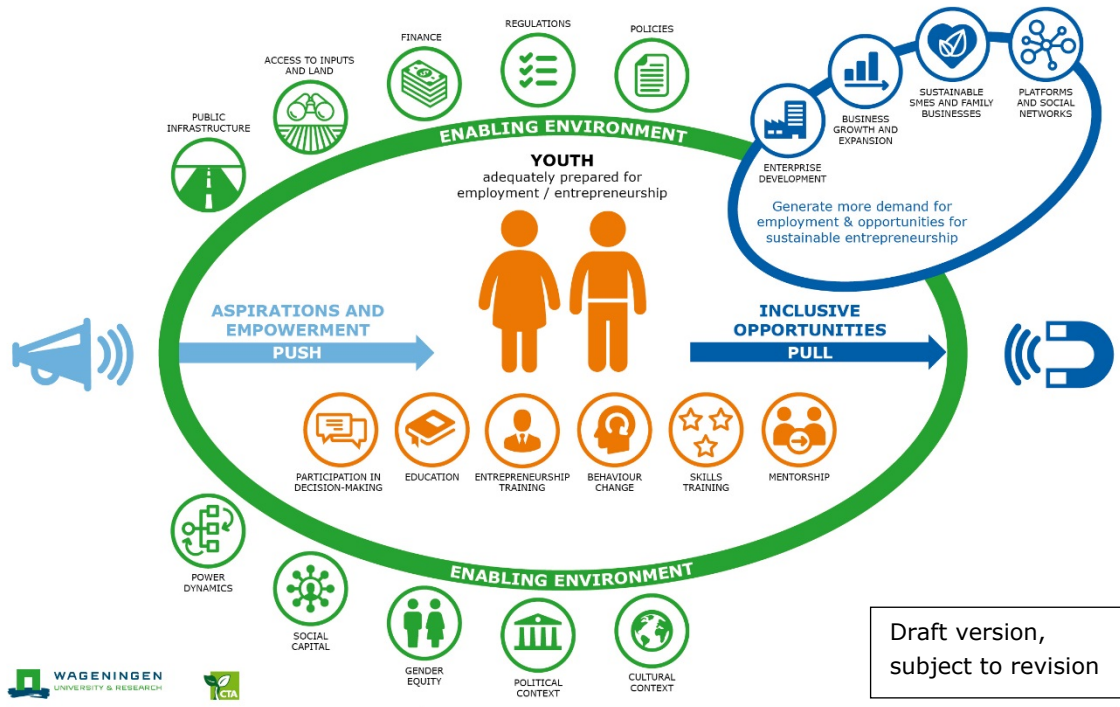 REGULATIONS
POLICIES
FINANCE
ACCESS TO INPUTS
AND LAND
PUBLIC
INFRASTRUCTURE
ENABLING ENVIRONMENT
ENTERPRISE
DEVELOPMENT
BUSINESS
GROWTH AND
EXPANSION
SUSTAINABLE
SMES AND FAMILY
BUSINESSES
PLATFORMS
AND SOCIAL
NETWORKS
Generate more demand for
employment & opportunities for
sustainable entrepreneurship
YOUTH
adequately prepared for
employment / entrepreneurship
ASPIRATIONS AND
EMPOWERMENT
PUSH
INCLUSIVE
OPPORTUNITIES
PULL
PARTICIPATION IN
DECISION-MAKING
EDUCATION
ENTREPRENEURSHIP
TRAINING
BEHAVIOUR
CHANGE
SKILLS
TRAINING
MENTORSHIP
ENABLING ENVIRONMENT
POWER
DYNAMICS
SOCIAL
CAPITAL
GENDER
EQUITY
POLITICAL
CONTEXT
CULTURAL
CONTEXT
Draft version,
subject to revision
WAGENINGEN
UNIVERSITY & RESEARCH
CTA